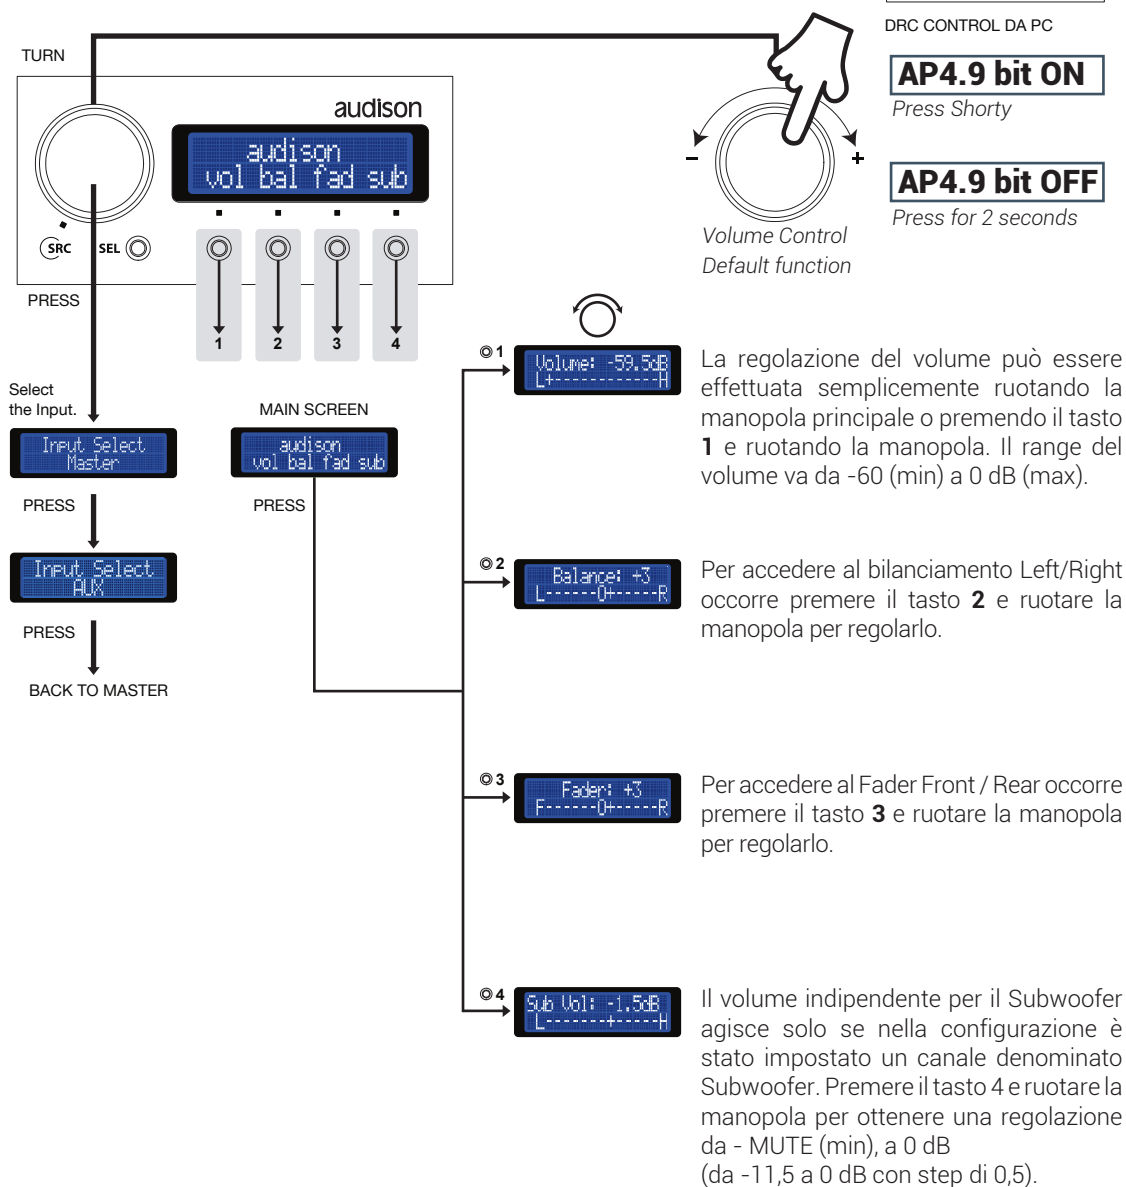 DRC CONTROL DA PC
TURN
AP4.9 bit ON
Press Shorty
audison
audison
vol bal fad sub
- +
AP4.9 bit OFF
Press for 2 seconds
SRC
SEL
Volume Control
Default function
PRESS
1 2 3 4
Select
the Input.
Input Select
Master
PRESS
Input Select
AUX
PRESS
BACK TO MASTER
MAIN SCREEN
audison
vol bal fad sub
PRESS
1
Volume: -59.5dB
L+------------H
La regolazione del volume può essere
effettuata semplicemente ruotando la
manopola principale o premendo il tasto
1 e ruotando la manopola. Il range del
volume va da -60 (min) a 0 dB (max).
2
Balance: +3
L------0+-----R
Per accedere al bilanciamento Left/Right
occorre premere il tasto 2 e ruotare la
manopola per regolarlo.
3
Fader: +3
F------0+-----R
Per accedere al Fader Front / Rear occorre
premere il tasto 3 e ruotare la manopola
per regolarlo.
4
Sub Vol: -1.5dB
L-------+-----H
Il volume indipendente per il Subwoofer
agisce solo se nella configurazione è
stato impostato un canale denominato
Subwoofer. Premere il tasto 4 e ruotare la
manopola per ottenere una regolazione
da - MUTE (min), a 0 dB
(da -11,5 a 0 dB con step di 0,5).